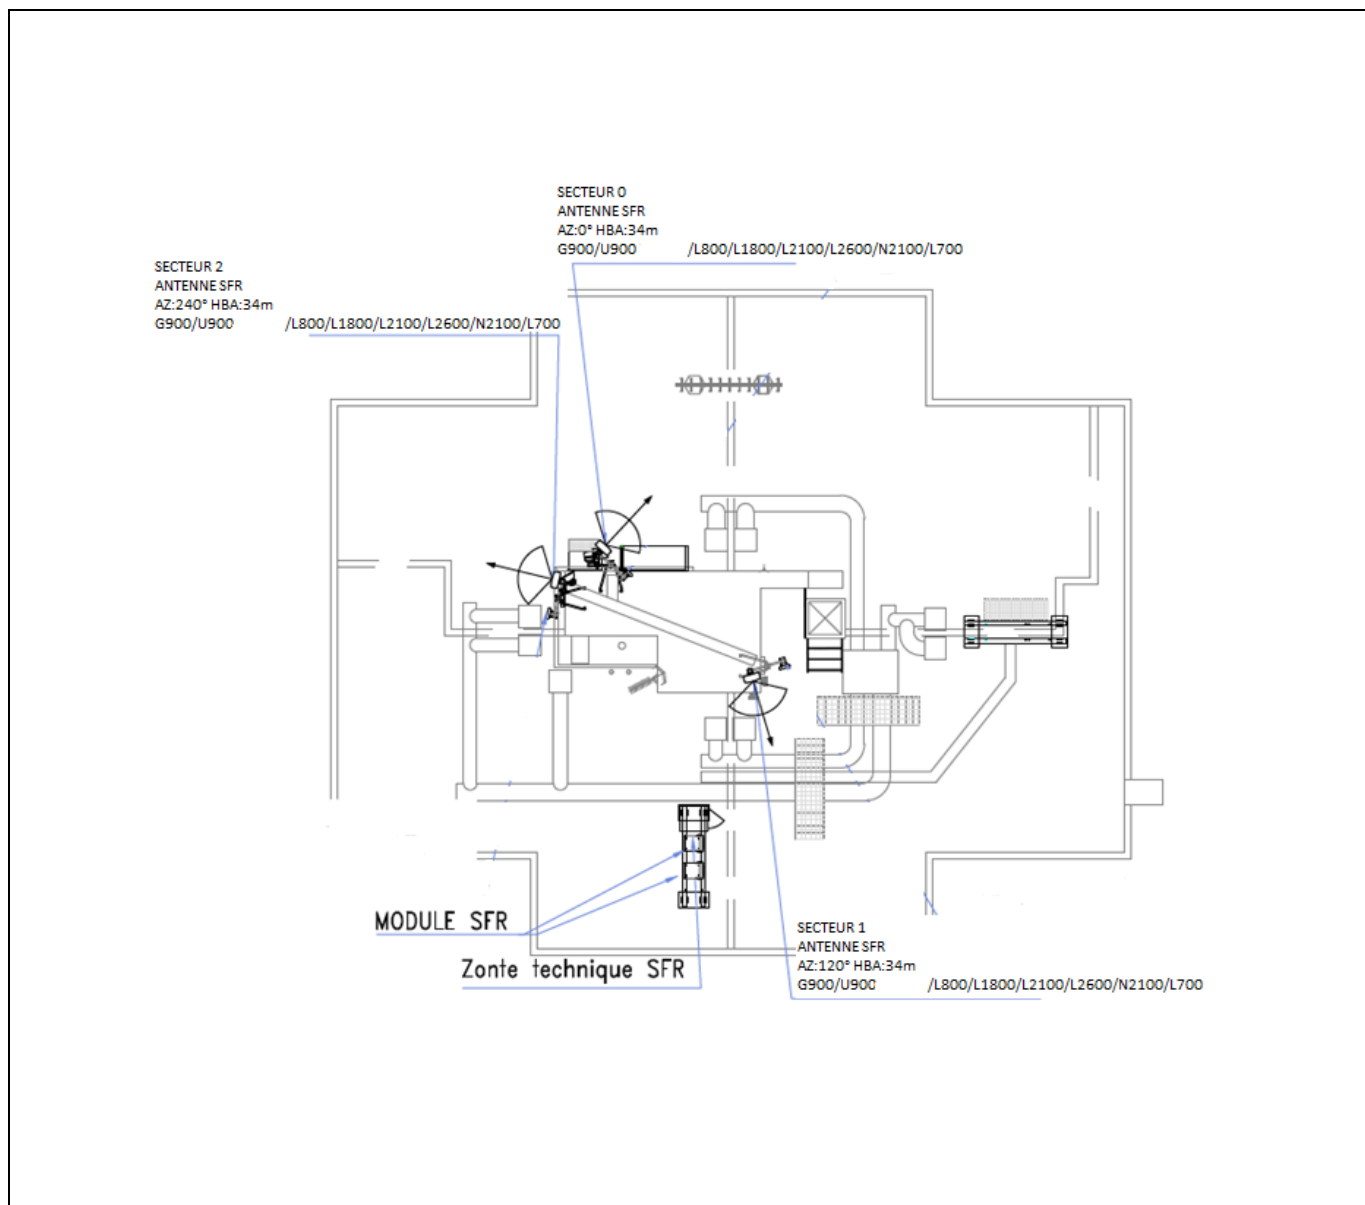 SECTEUR 0
ANTENNE SFR
AZ:0° HBA:34m
G900/U900 /L800/L1800/L2100/L2600/N2100/L700
SECTEUR 2
ANTENNE SFR
AZ:240° HBA:34m
G900/U900 /L800/L1800/L2100/L2600/N2100/L700
MODULE SFR
Zonte technique SFR
SECTEUR 1
ANTENNE SFR
AZ:120° HBA:34m
G900/U900 /L800/L1800/L2100/L2600/N2100/L700